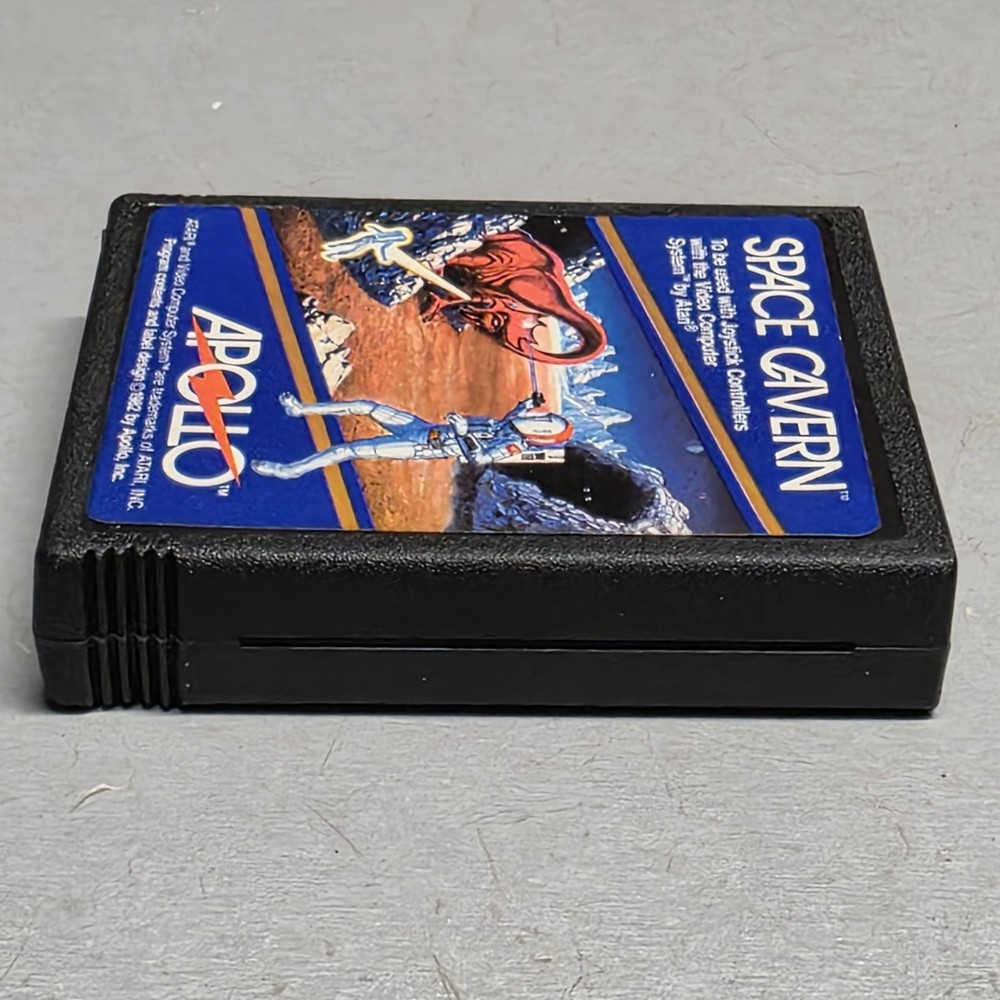 SPACE CAVERN™
To be used with Joystick Controllers
with the Video Computer
System™ by Atari®
APOLLO™
ATARI® and Video Computer System™ are trademarks of ATARI, INC.
Program contents and label design © 1982 by Apollo, Inc.